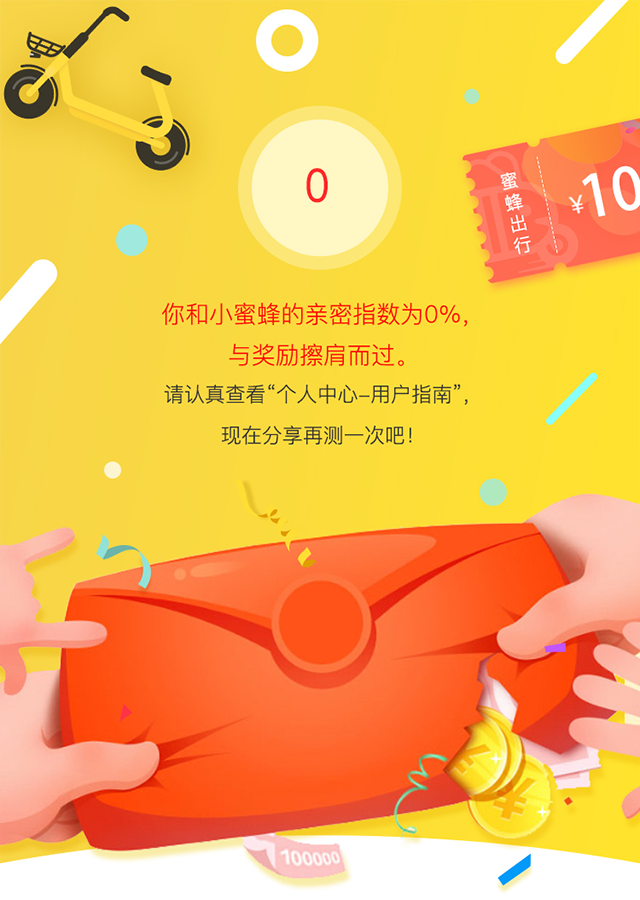 0
蜜蜂出行
¥10
你和小蜜蜂的亲密指数为0%,
与奖励擦肩而过。
请认真查看“个人中心–用户指南”,
现在分享再测一次吧!
¥
¥
100000